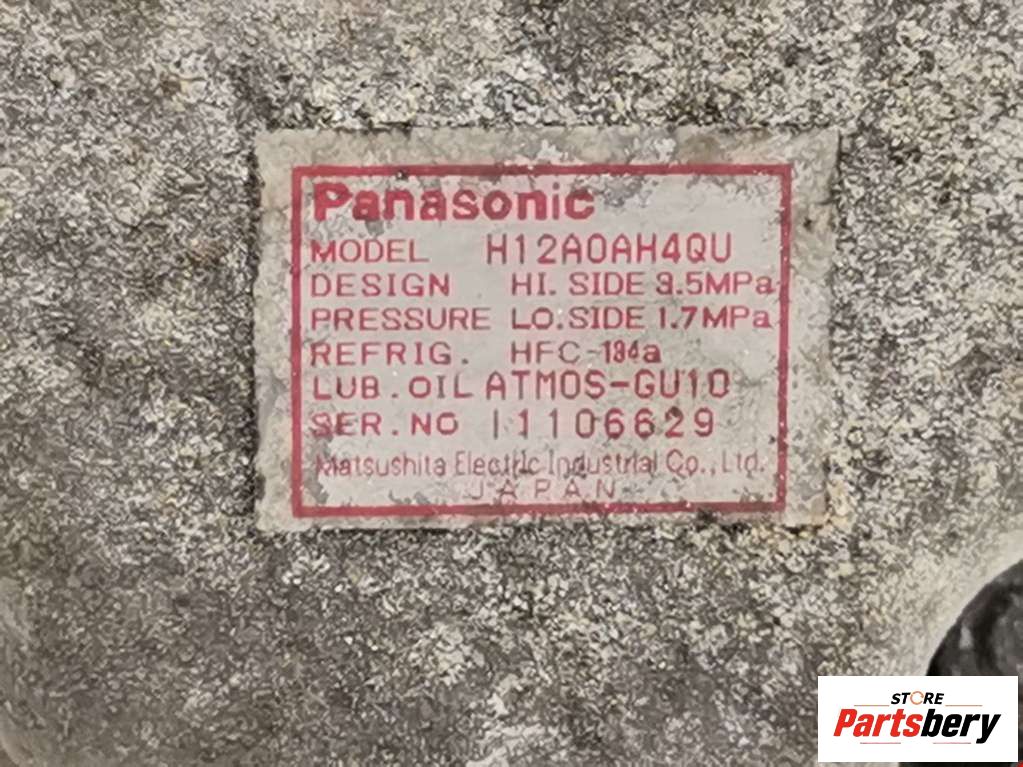 Panasonic
MODEL H12A0AH4QU
DESIGN HI. SIDE 3.5MPa
PRESSURE LO. SIDE 1.7MPa
REFRIG. HFC-134a
LUB. OIL ATMOS-GU10
SER. NO 11106629
Matsushita Electric Industrial Co., Ltd.
JAPAN
STORE
Partsbery